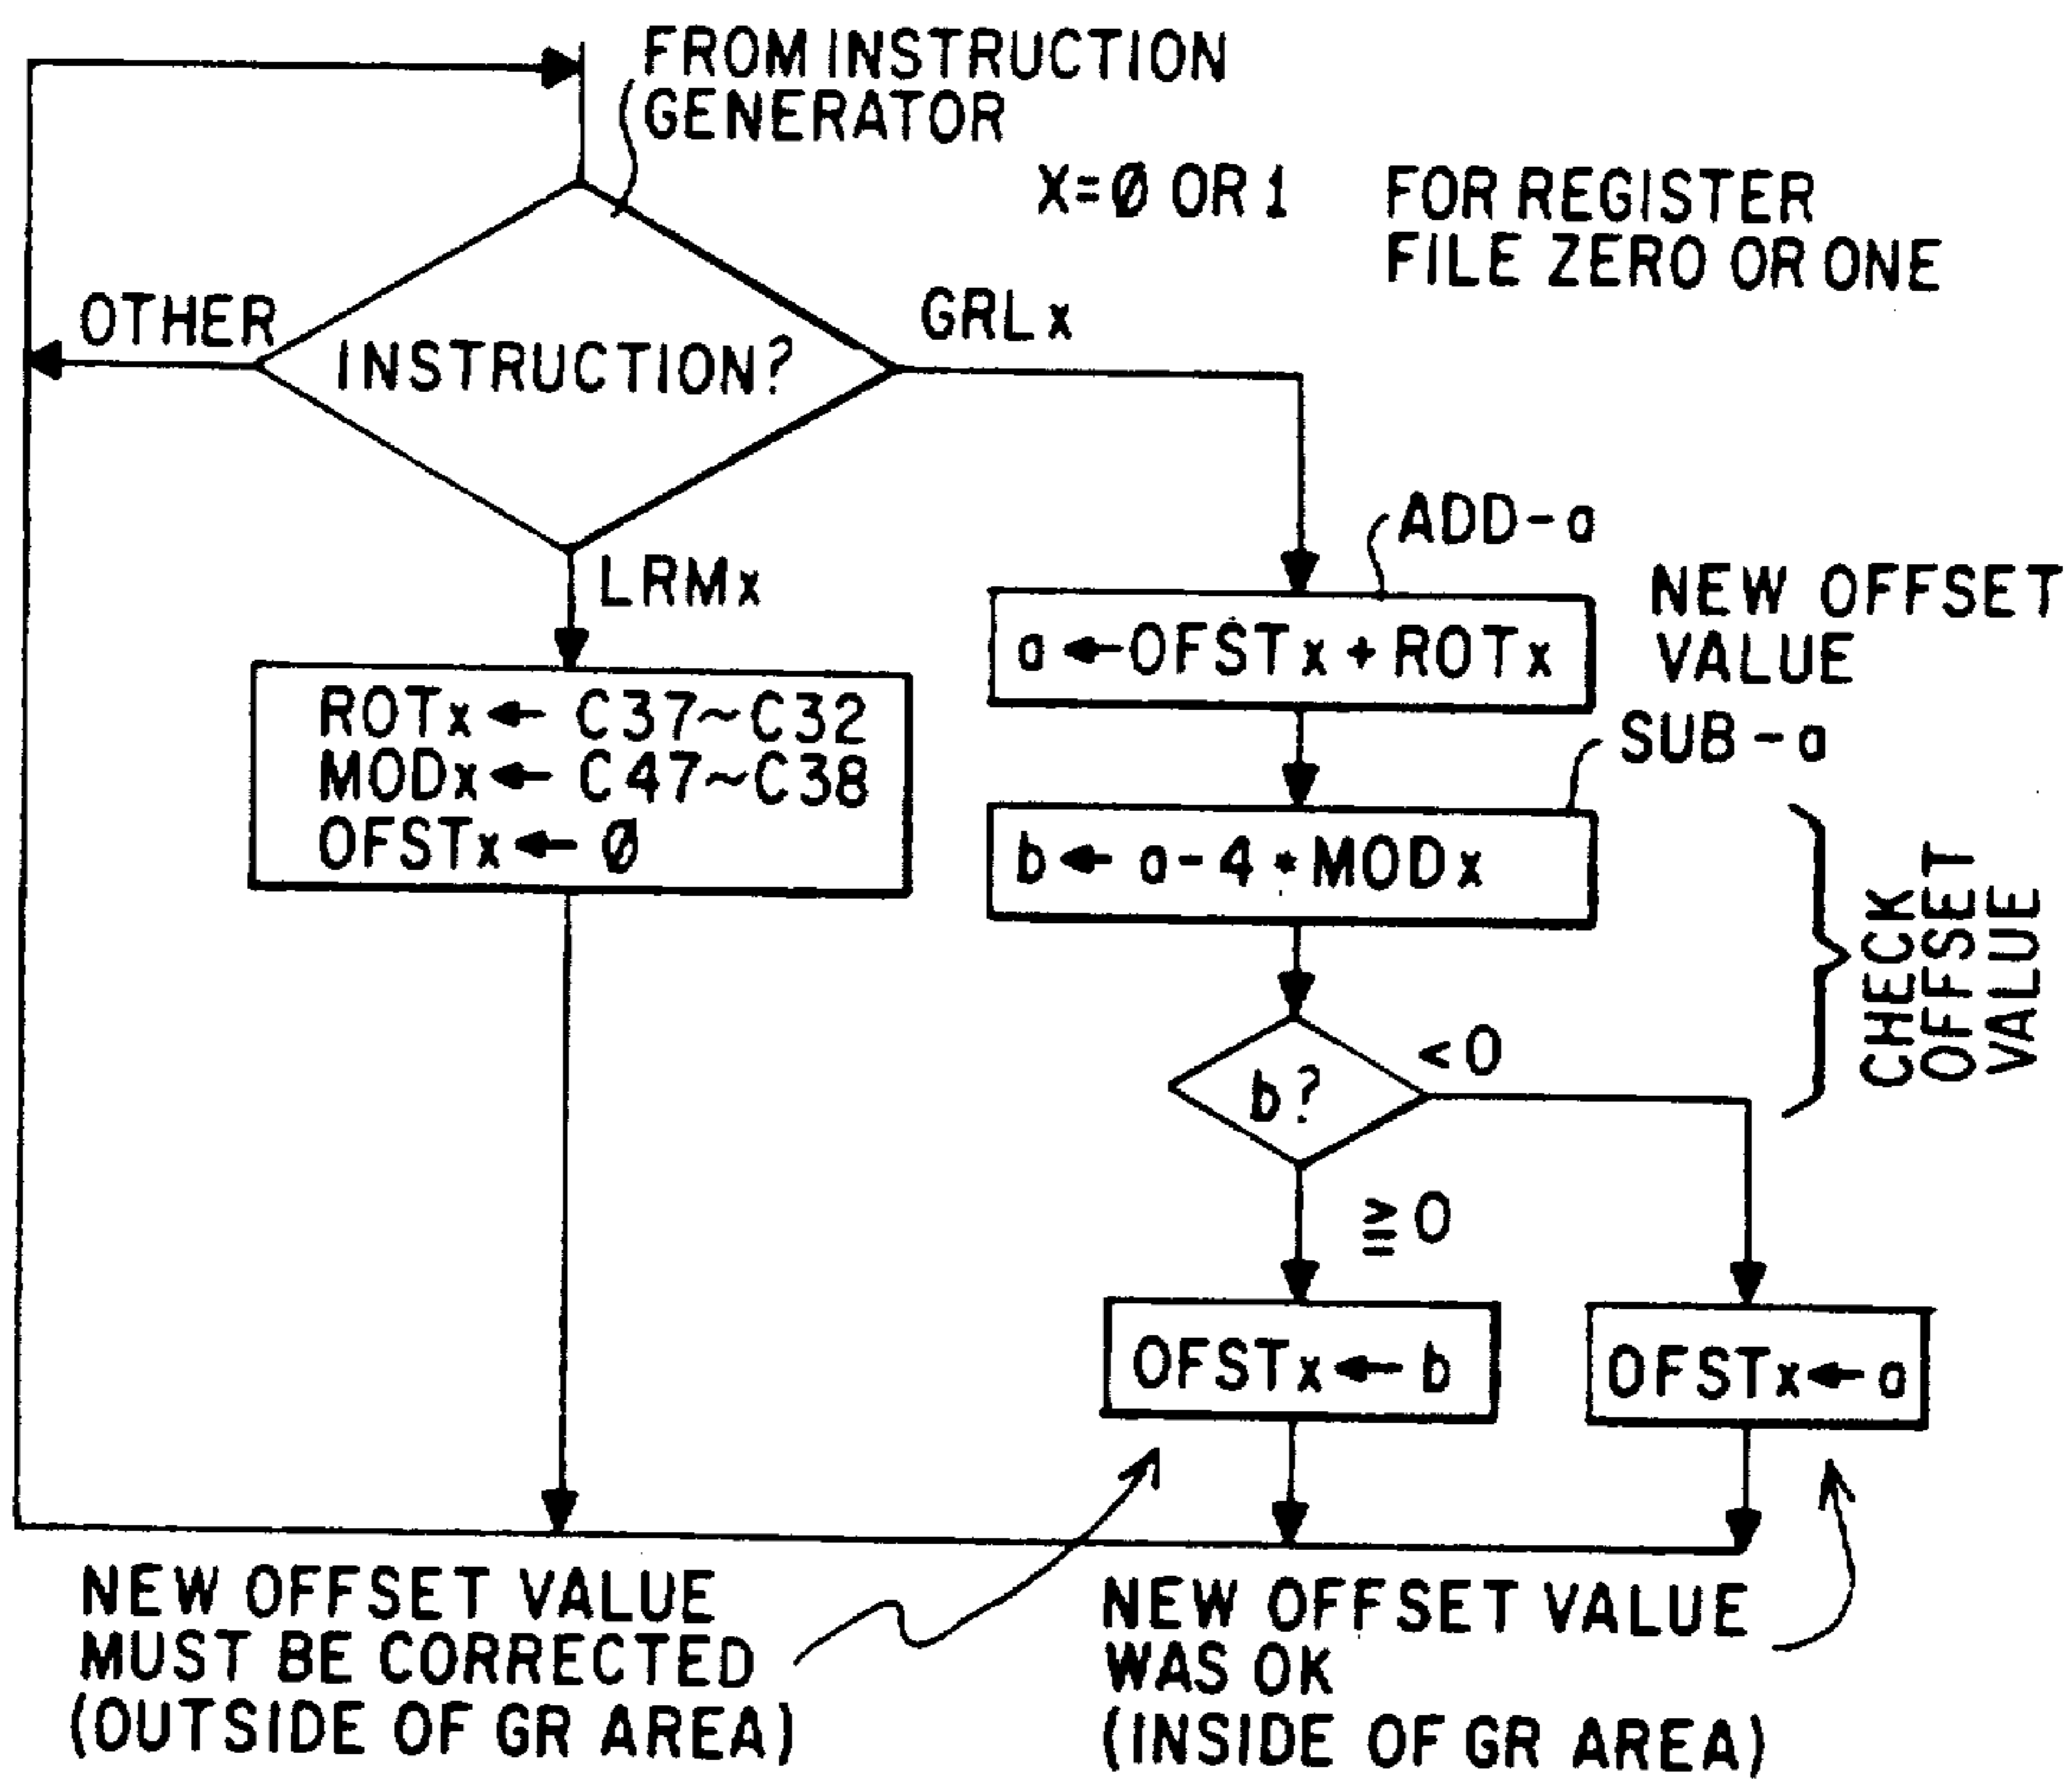 FROM INSTRUCTION
GENERATOR
X=Ø OR 1
FOR REGISTER
FILE ZERO OR ONE
OTHER
INSTRUCTION?
GRLx
LRMx
ROTx ← C37~C32
MODx ← C47~C38
OFSTx ← Ø
ADD-a
a ← OFSTx + ROTx
NEW OFFSET
VALUE
SUB-a
b ← a-4*MODx
CHECK
OFFSET
VALUE
b?
<0
≧0
OFSTx ← b
OFSTx ← a
NEW OFFSET VALUE
MUST BE CORRECTED
(OUTSIDE OF GR AREA)
NEW OFFSET VALUE
WAS OK
(INSIDE OF GR AREA)